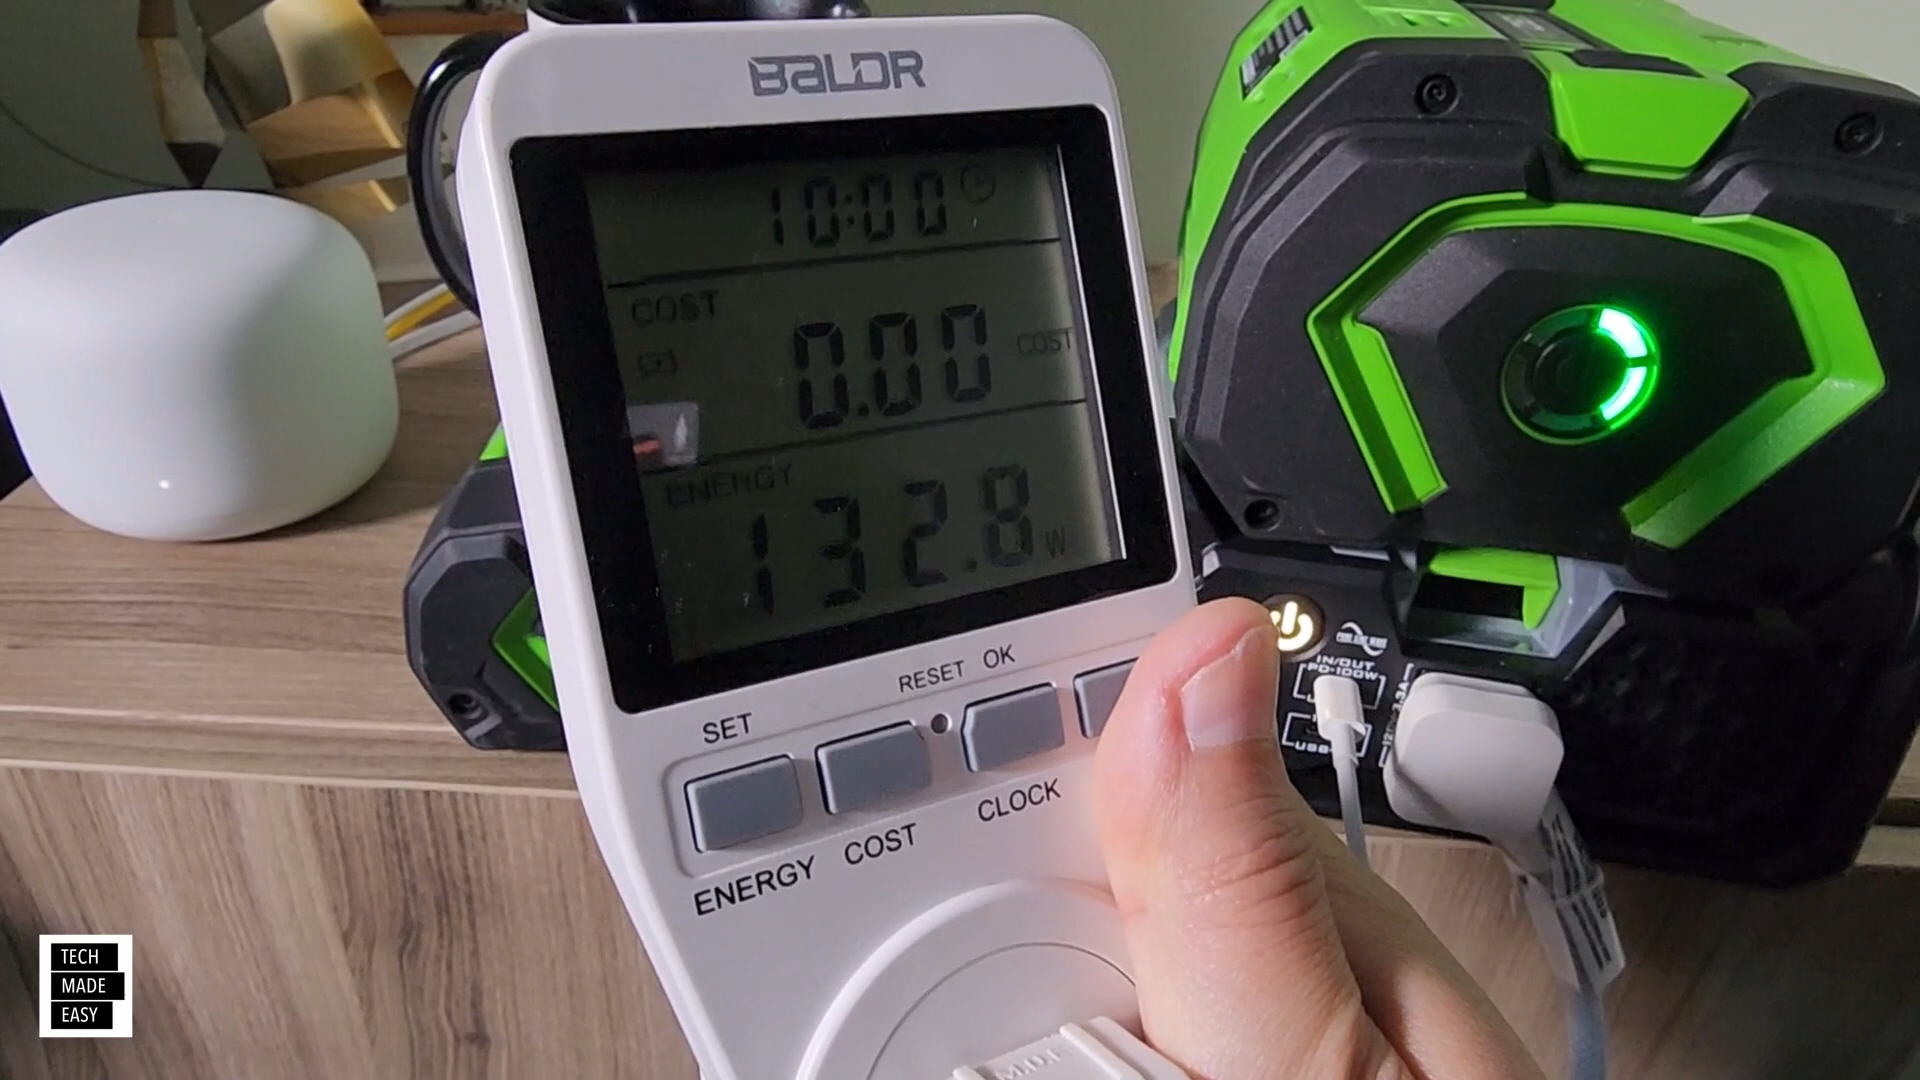 BALDR
10:00
COST
0.00 COST
ENERGY
132.8 W
RESET OK
SET
CLOCK
COST
ENERGY
IN/OUT
PD-100W
USB-
TECH
MADE
EASY